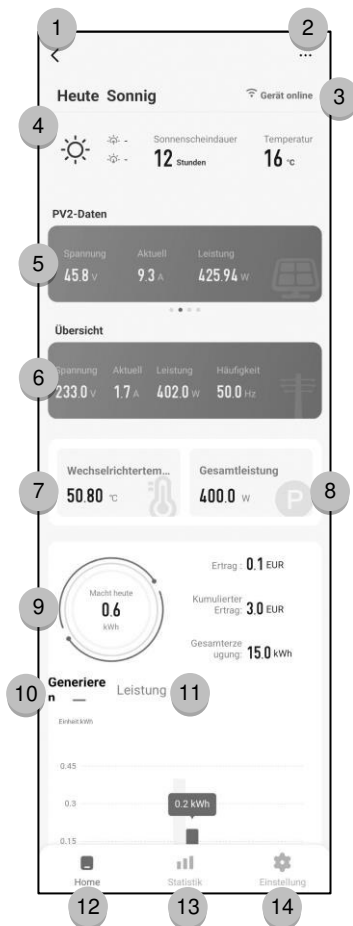 1
2
Heute Sonnig
Gerät online
3
4
-
-
Sonnenscheindauer
12 Stunden
Temperatur
16 °C
PV2-Daten
5
Spannung Aktuell Leistung
45.8 V 9.3 A 425.94 W
Übersicht
6
Spannung Aktuell Leistung Häufigkeit
233.0 V 1.7 A 402.0 W 50.0 Hz
7
Wechselrichtertem...
50.80 °C
Gesamtleistung
400.0 W
P
8
9
Macht heute
0.6
kWh
Ertrag : 0.1 EUR
Kumulierter
Ertrag: 3.0 EUR
Gesamterze
ugung: 15.0 kWh
10
Generiere
n
Leistung
11
Einheit kWh
0.45
0.3
0.2 kWh
0.15
Home Statistik Einstellung
12 13 14